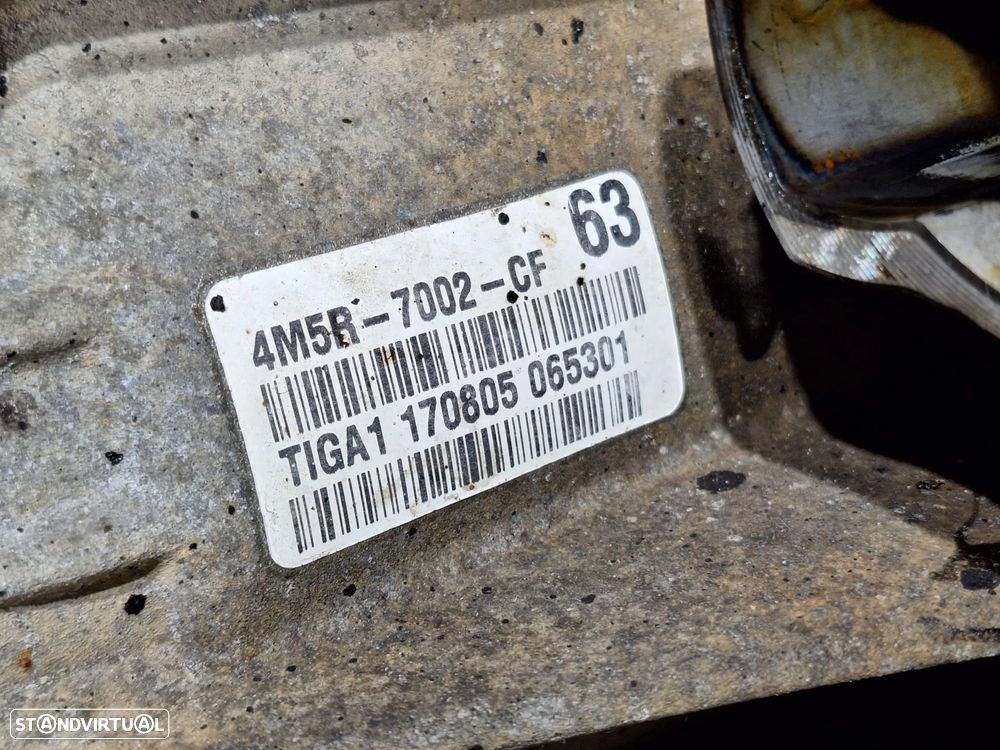 63
4M5R-7002-CF
TIGA1 170805 065301
STANDVIRTUAL